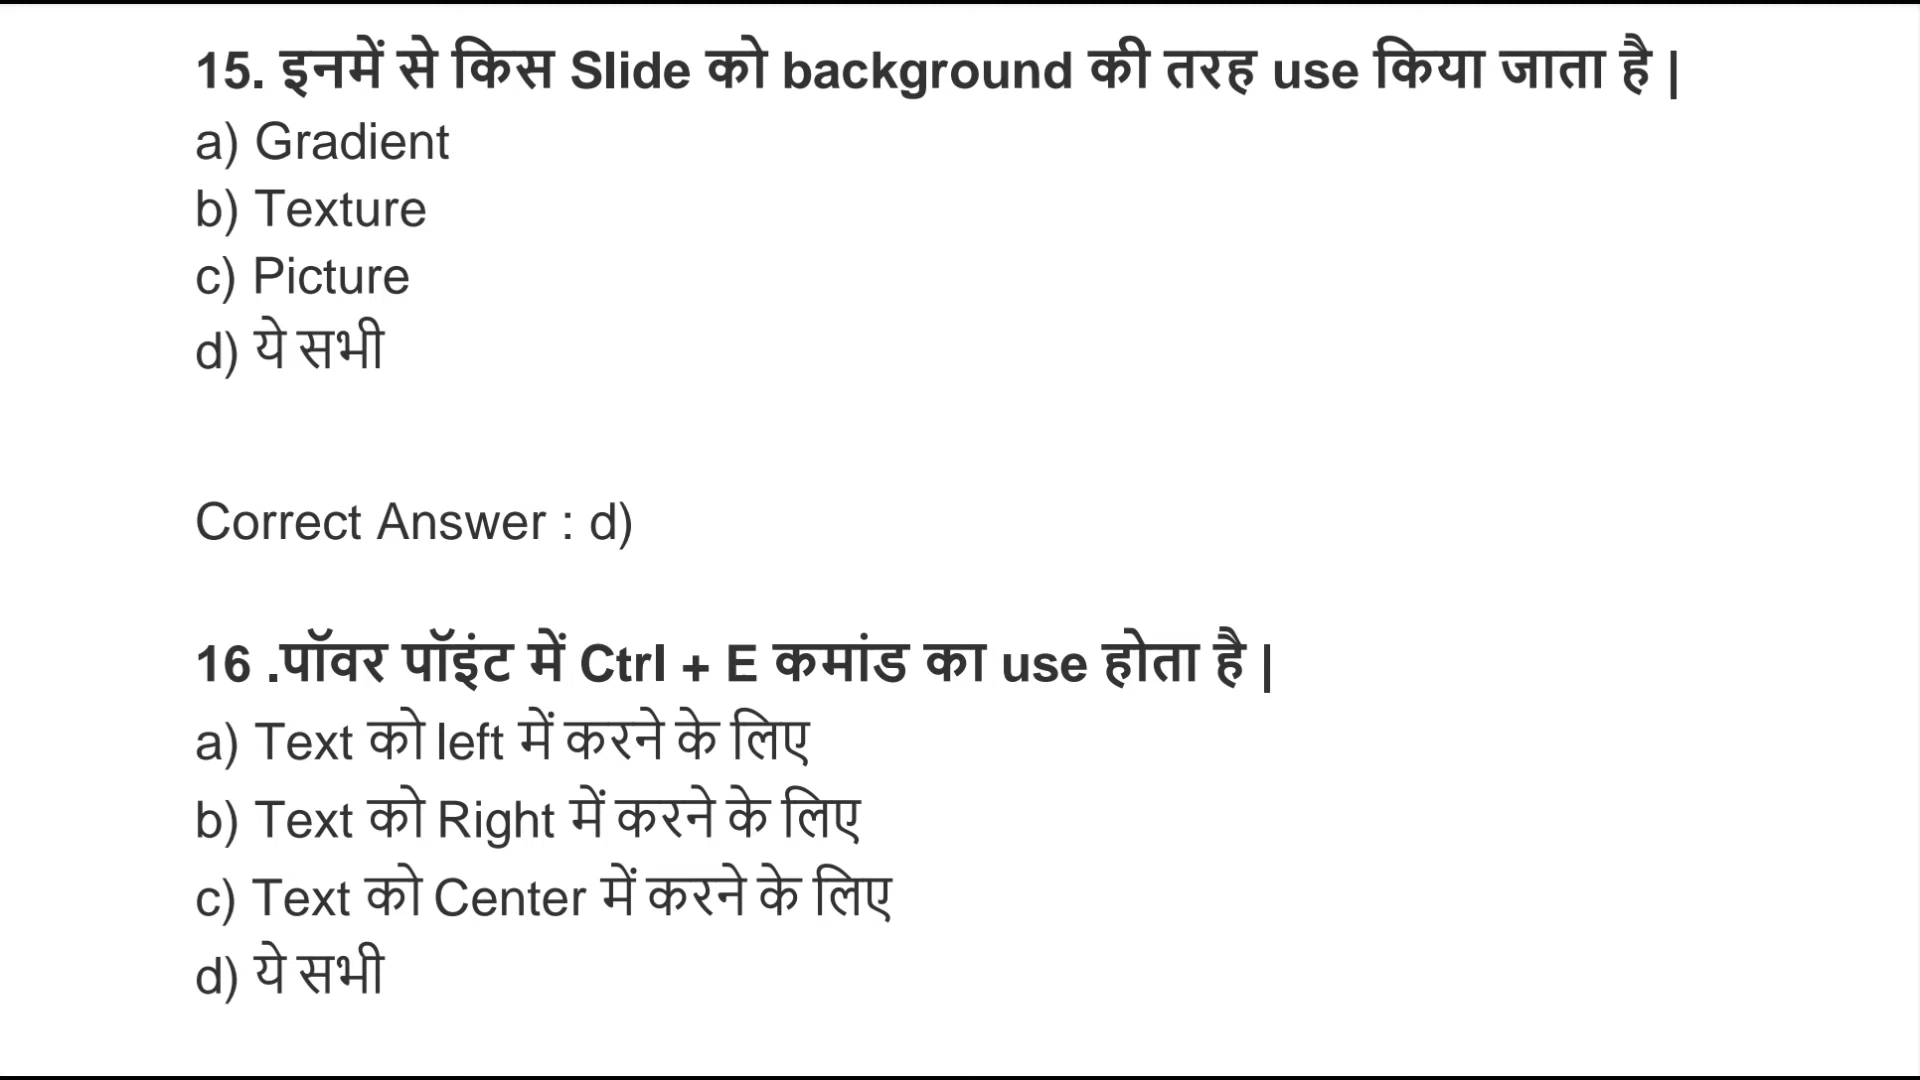 15. इनमें से किस Slide को background की तरह use किया जाता है |
a) Gradient
b) Texture
c) Picture
d) ये सभी
Correct Answer : d)
16 .पॉवर पॉइंट में Ctrl + E कमांड का use होता है |
a) Text को left में करने के लिए
b) Text को Right में करने के लिए
c) Text को Center में करने के लिए
d) ये सभी